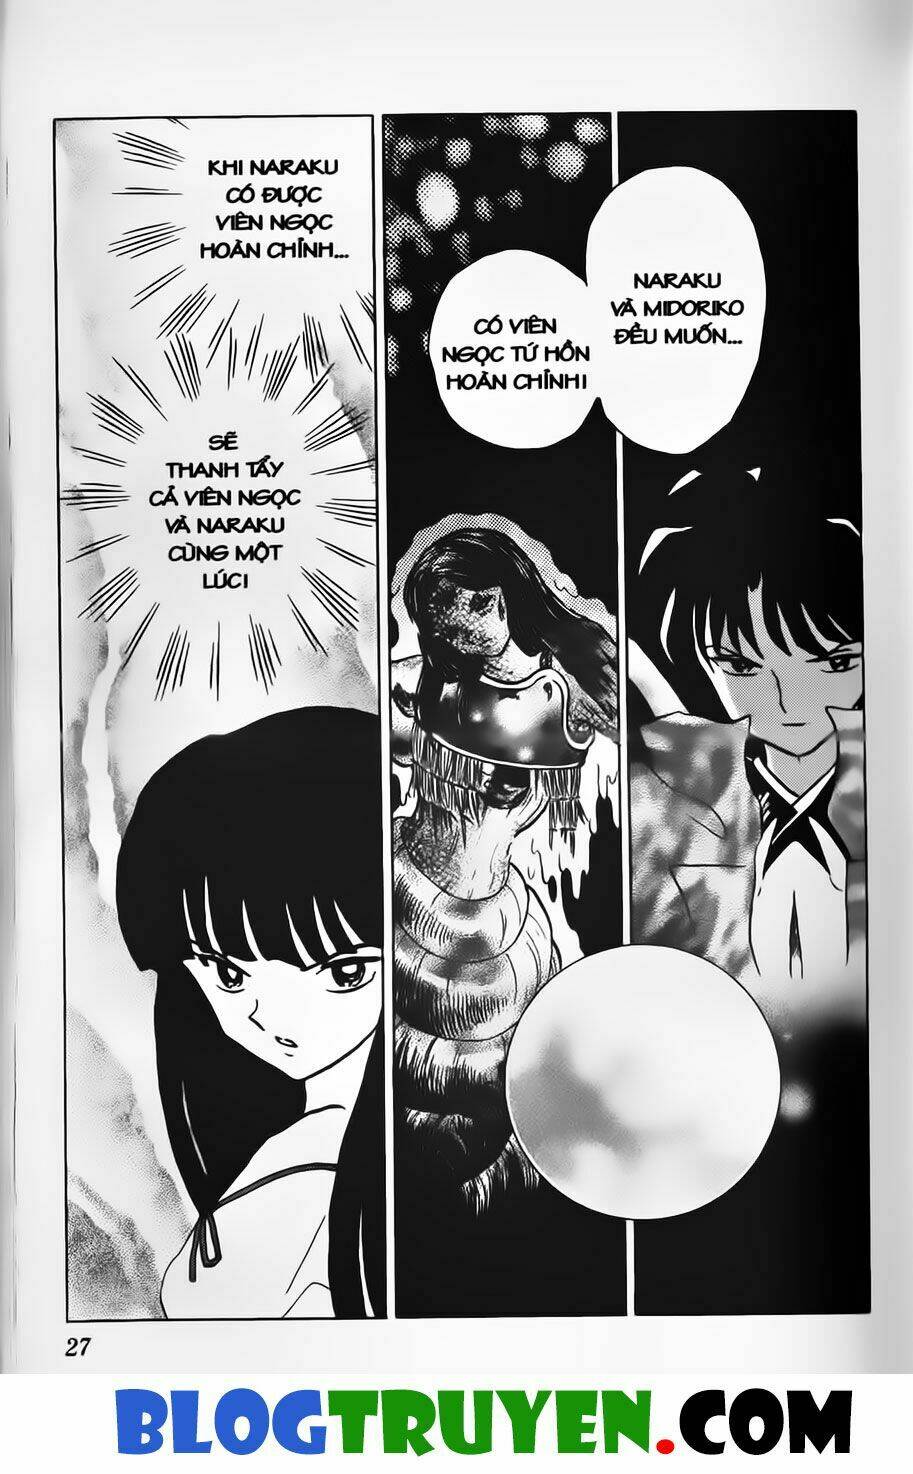 NARAKU
VÀ MIDORIKO
ĐỀU MUỐN...
CÓ VIÊN
NGỌC TỨ HỒN
HOÀN CHỈNH!
KHI NARAKU
CÓ ĐƯỢC
VIÊN NGỌC
HOÀN CHỈNH...
SẼ
THANH TẨY
CẢ VIÊN NGỌC
VÀ NARAKU
CÙNG MỘT
LÚC!
27
BLOGTRUYEN.COM